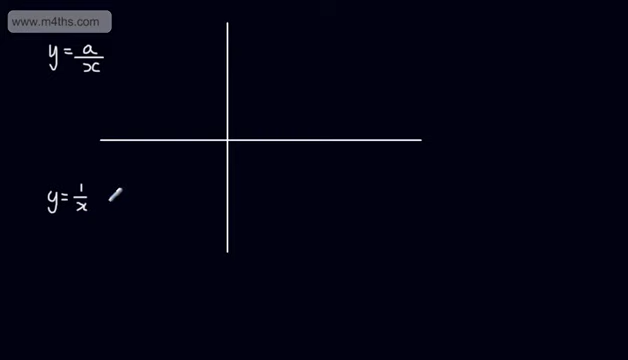 www.m4ths.com
y = a/x
y = 1/x